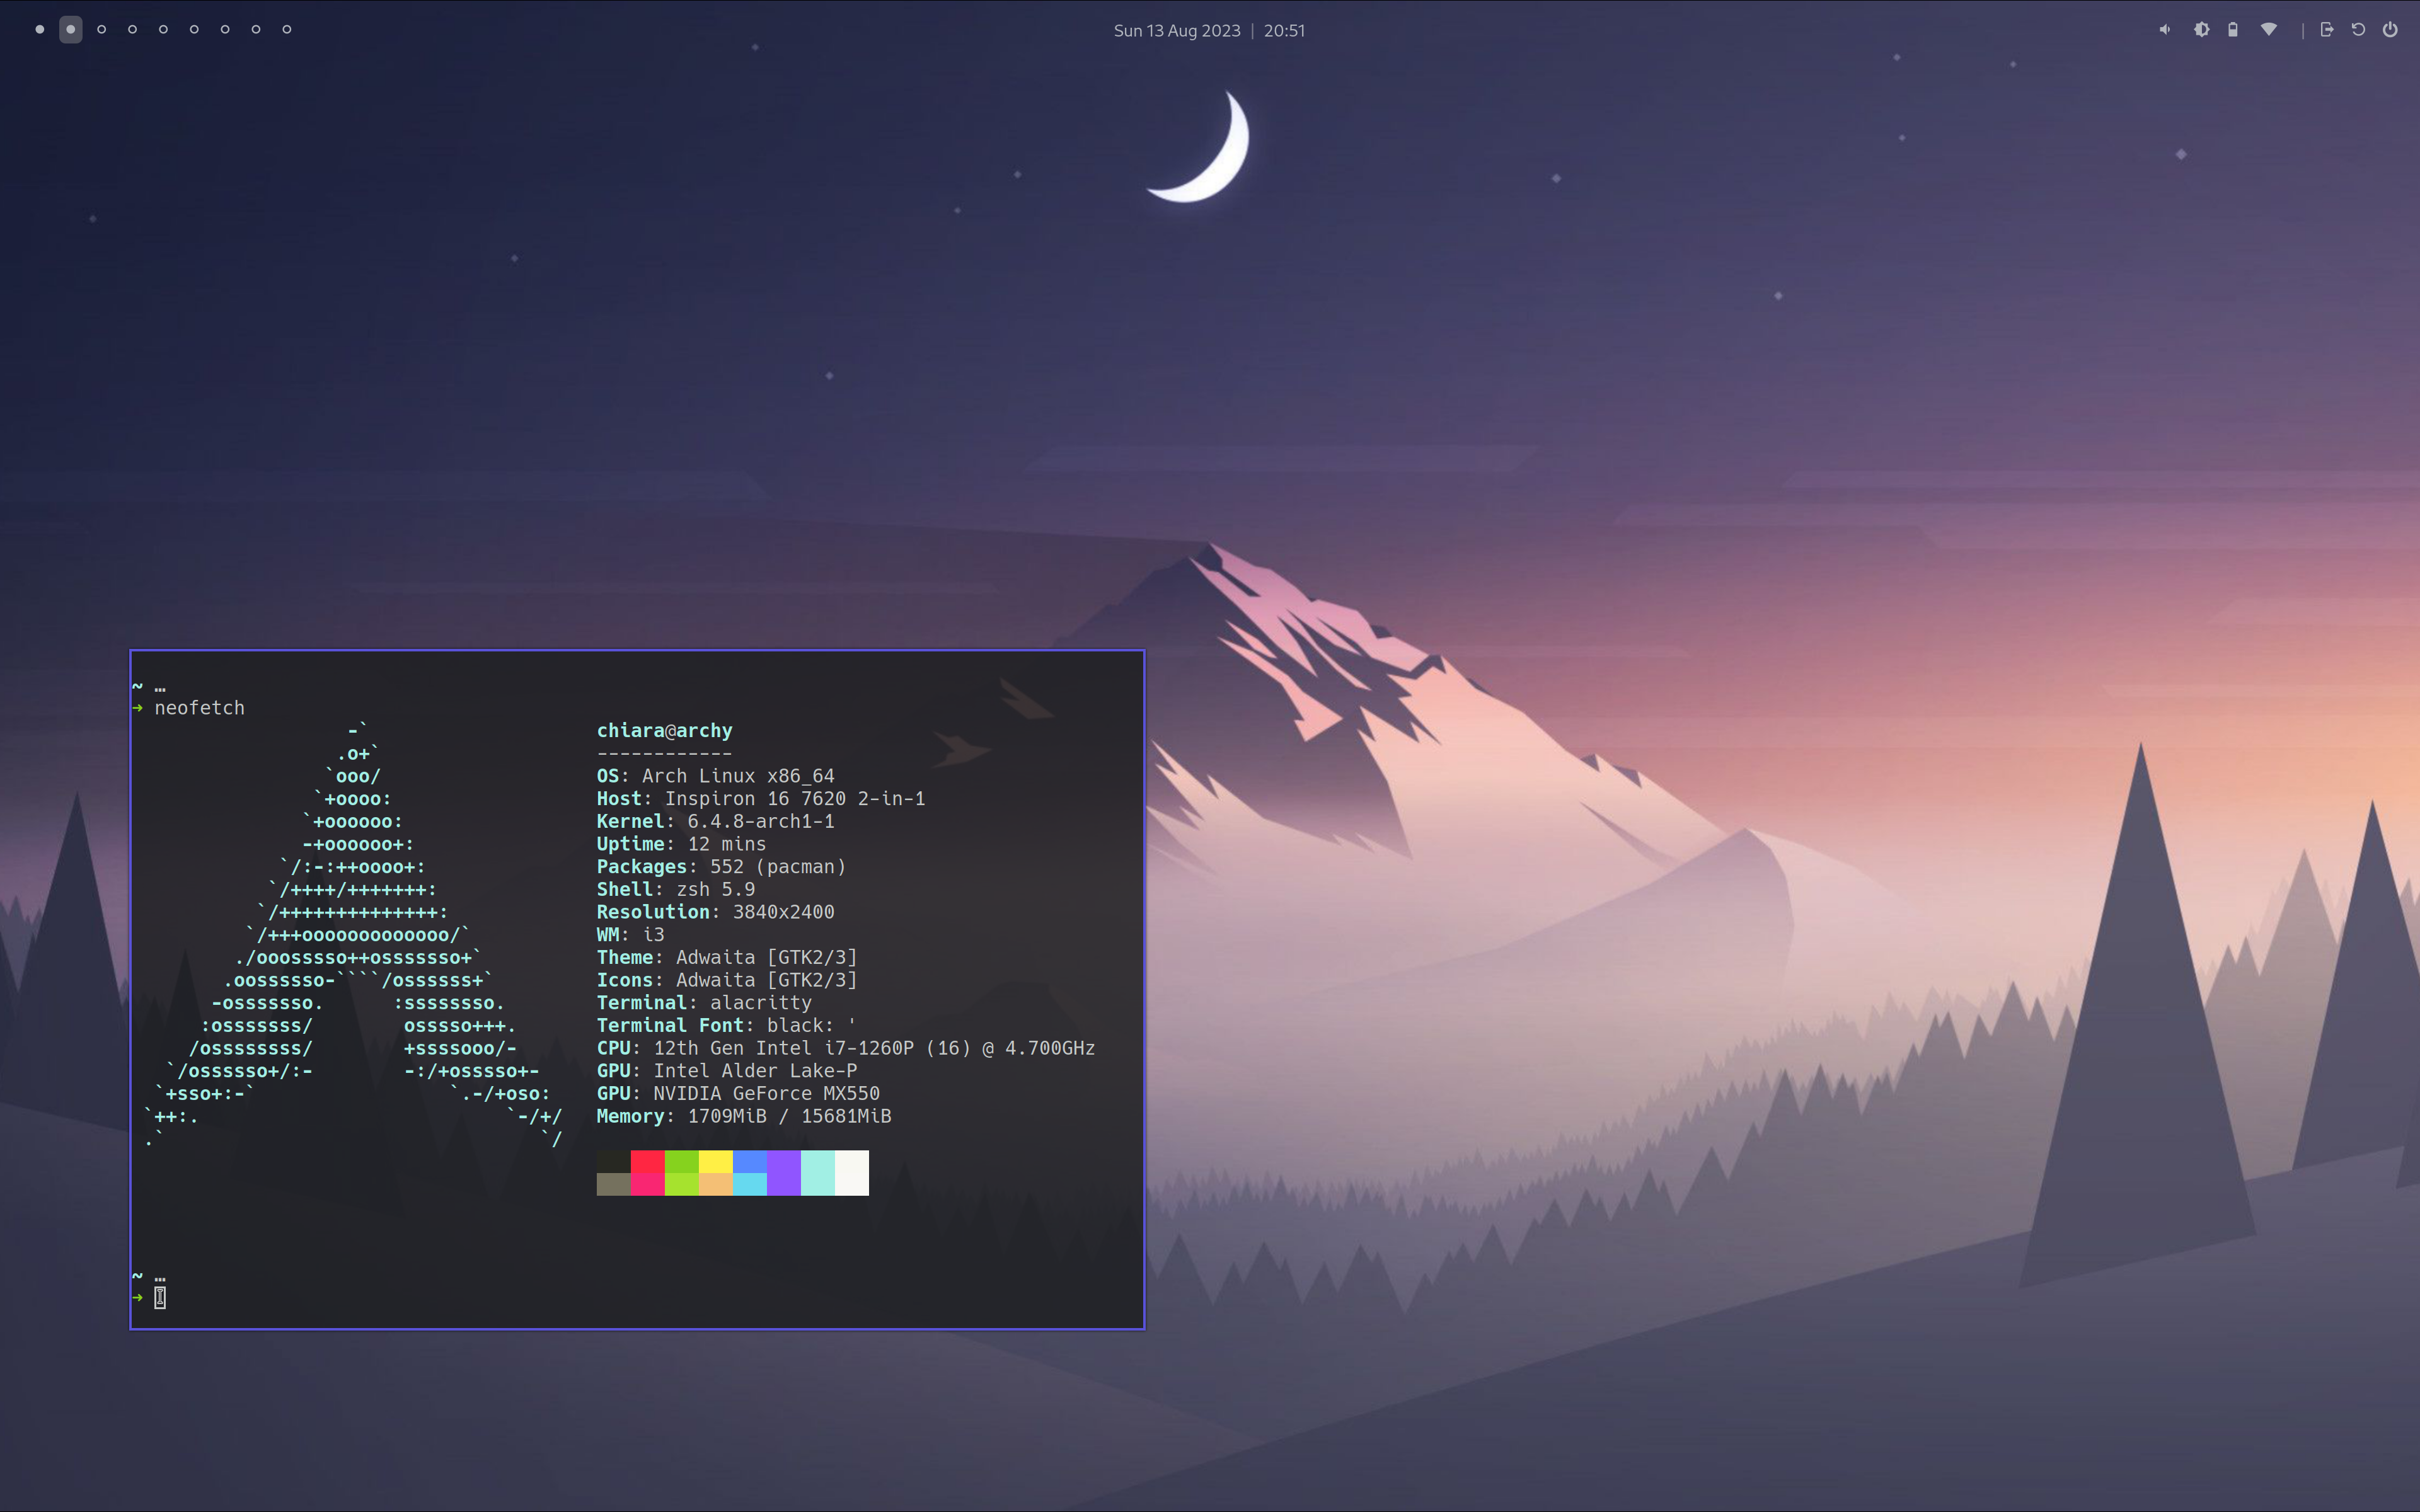 Sun 13 Aug 2023 | 20:51
~ …
➜ neofetch
                  -`
                 .o+`
                `ooo/
               `+oooo:
              `+oooooo:
              -+oooooo+:
            `/:-:++oooo+:
           `/++++/+++++++:
          `/++++++++++++++:
         `/+++ooooooooooooo/`
        ./ooosssso++osssssso+`
       .oossssso-````/ossssss+`
      -osssssso.      :ssssssso.
     :osssssss/        osssso+++.
    /ossssssss/        +ssssooo/-
  `/ossssso+/:-        -:/+osssso+-
 `+sso+:-`                 `.-/+oso:
`++:.                           `-/+/
.`                                 `/
chiara@archy
------------
OS: Arch Linux x86_64
Host: Inspiron 16 7620 2-in-1
Kernel: 6.4.8-arch1-1
Uptime: 12 mins
Packages: 552 (pacman)
Shell: zsh 5.9
Resolution: 3840x2400
WM: i3
Theme: Adwaita [GTK2/3]
Icons: Adwaita [GTK2/3]
Terminal: alacritty
Terminal Font: black: '
CPU: 12th Gen Intel i7-1260P (16) @ 4.700GHz
GPU: Intel Alder Lake-P
GPU: NVIDIA GeForce MX550
Memory: 1709MiB / 15681MiB
~ …
➜